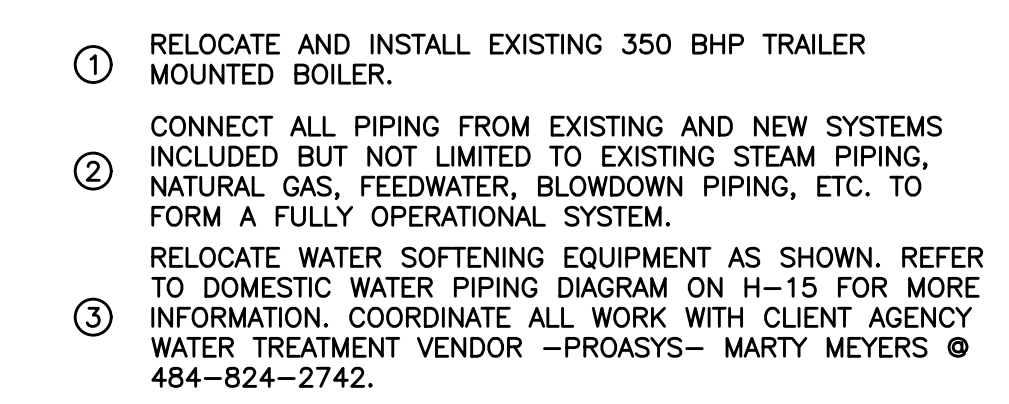 ① RELOCATE AND INSTALL EXISTING 350 BHP TRAILER
MOUNTED BOILER.
② CONNECT ALL PIPING FROM EXISTING AND NEW SYSTEMS
INCLUDED BUT NOT LIMITED TO EXISTING STEAM PIPING,
NATURAL GAS, FEEDWATER, BLOWDOWN PIPING, ETC. TO
FORM A FULLY OPERATIONAL SYSTEM.
③ RELOCATE WATER SOFTENING EQUIPMENT AS SHOWN. REFER
TO DOMESTIC WATER PIPING DIAGRAM ON H-15 FOR MORE
INFORMATION. COORDINATE ALL WORK WITH CLIENT AGENCY
WATER TREATMENT VENDOR -PROASYS- MARTY MEYERS @
484-824-2742.